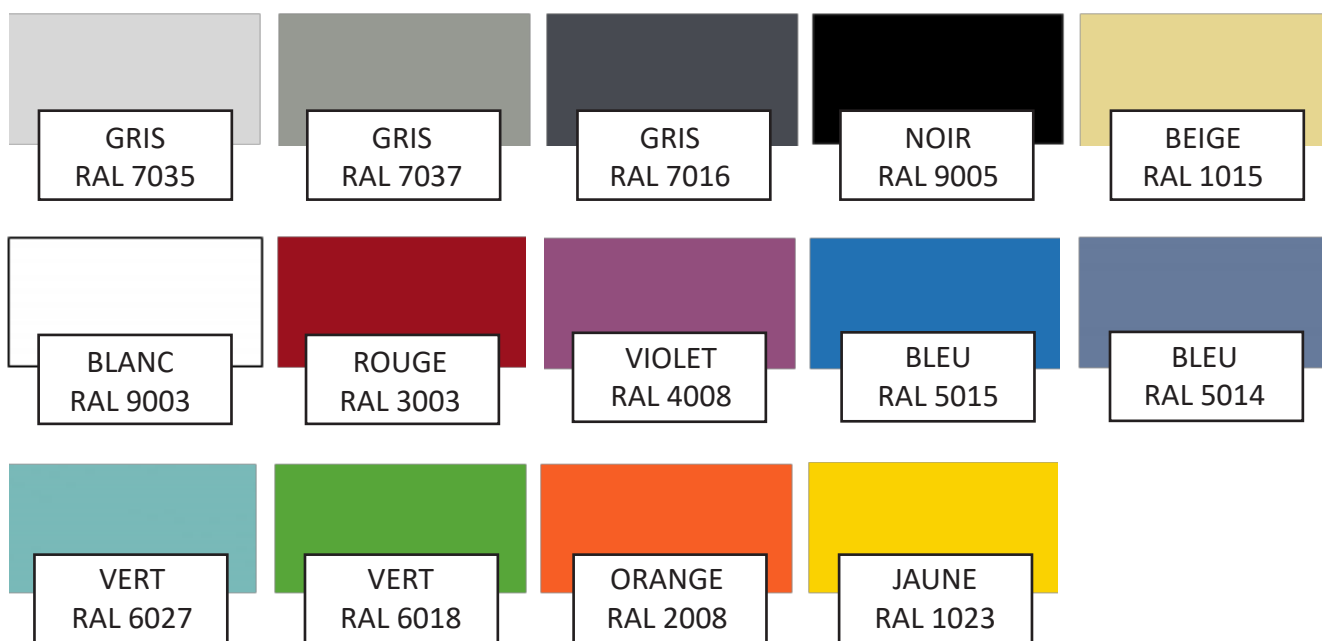 GRIS
RAL 7035
GRIS
RAL 7037
GRIS
RAL 7016
NOIR
RAL 9005
BEIGE
RAL 1015
BLANC
RAL 9003
ROUGE
RAL 3003
VIOLET
RAL 4008
BLEU
RAL 5015
BLEU
RAL 5014
VERT
RAL 6027
VERT
RAL 6018
ORANGE
RAL 2008
JAUNE
RAL 1023